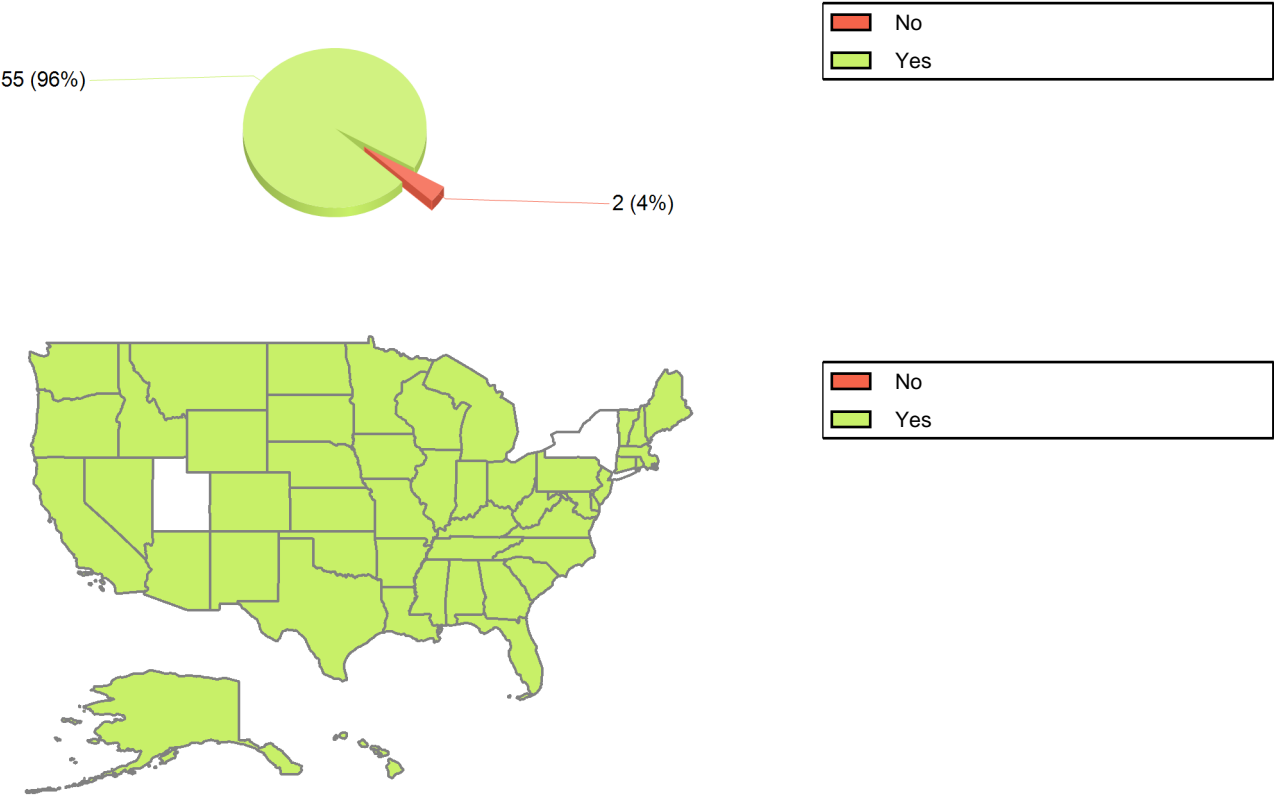 No
Yes
55 (96%)
2 (4%)
No
Yes